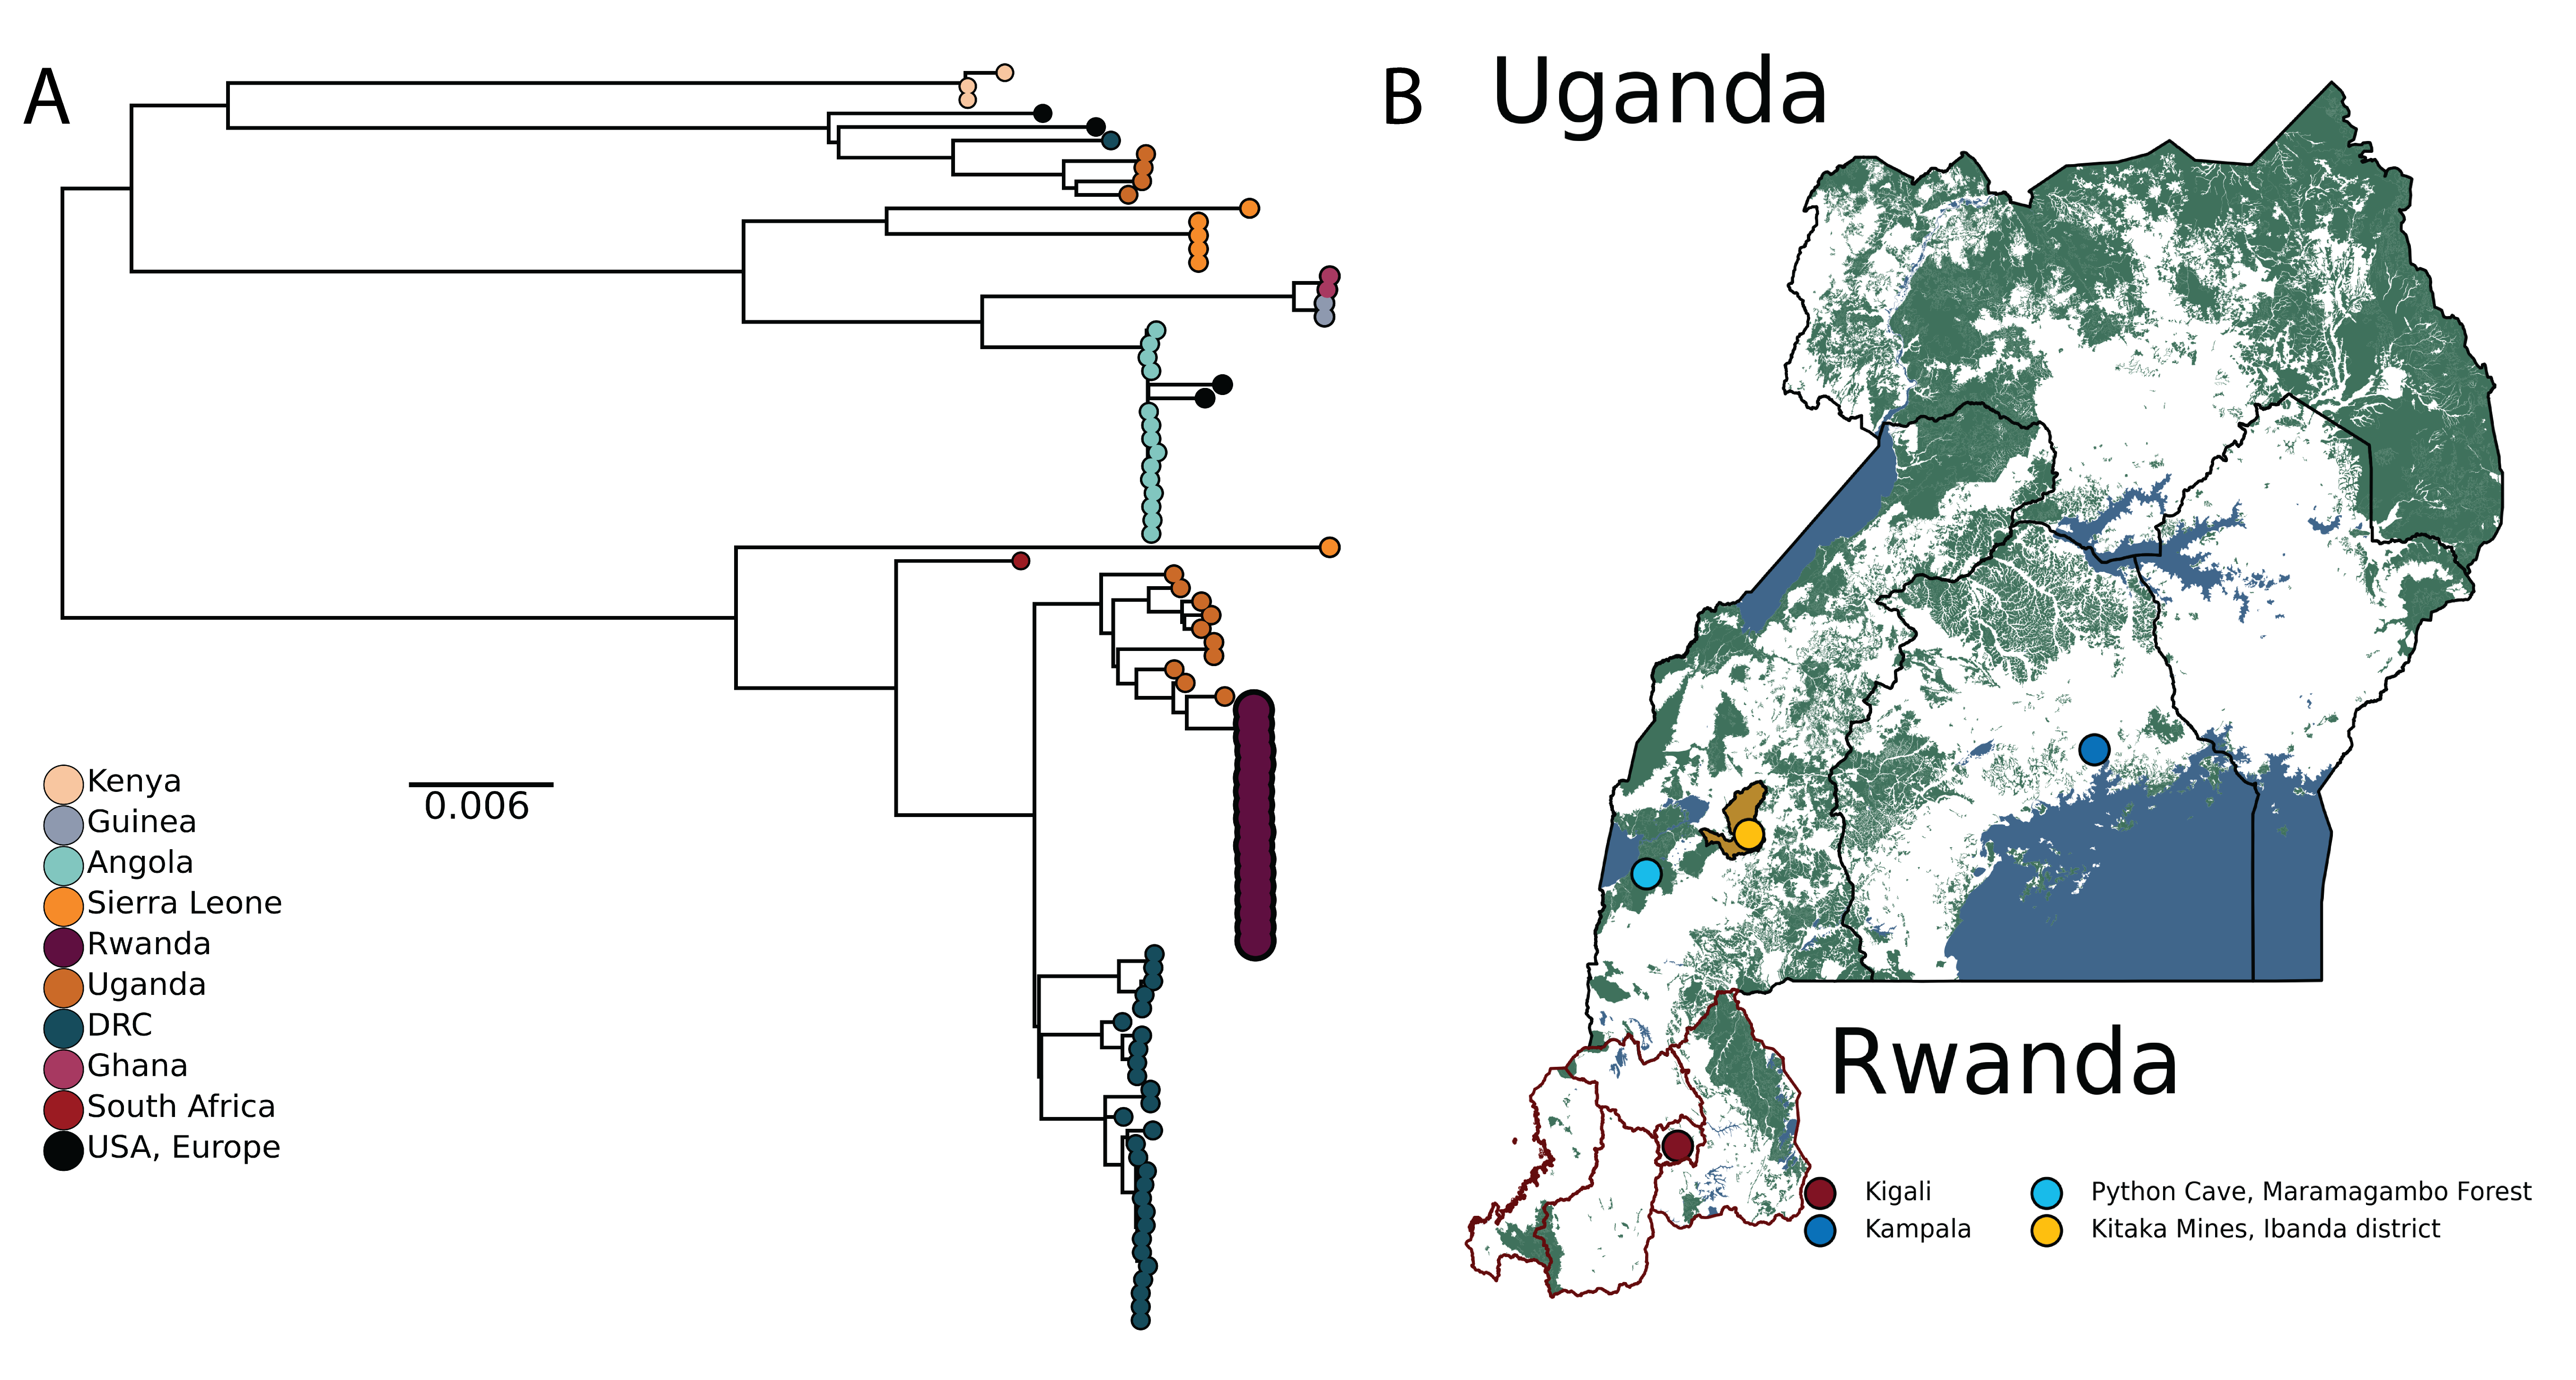 A
Kenya
Guinea
Angola
Sierra Leone
Rwanda
Uganda
DRC
Ghana
South Africa
USA, Europe
0.006
B
Uganda
Rwanda
Kigali
Kampala
Python Cave, Maramagambo Forest
Kitaka Mines, Ibanda district